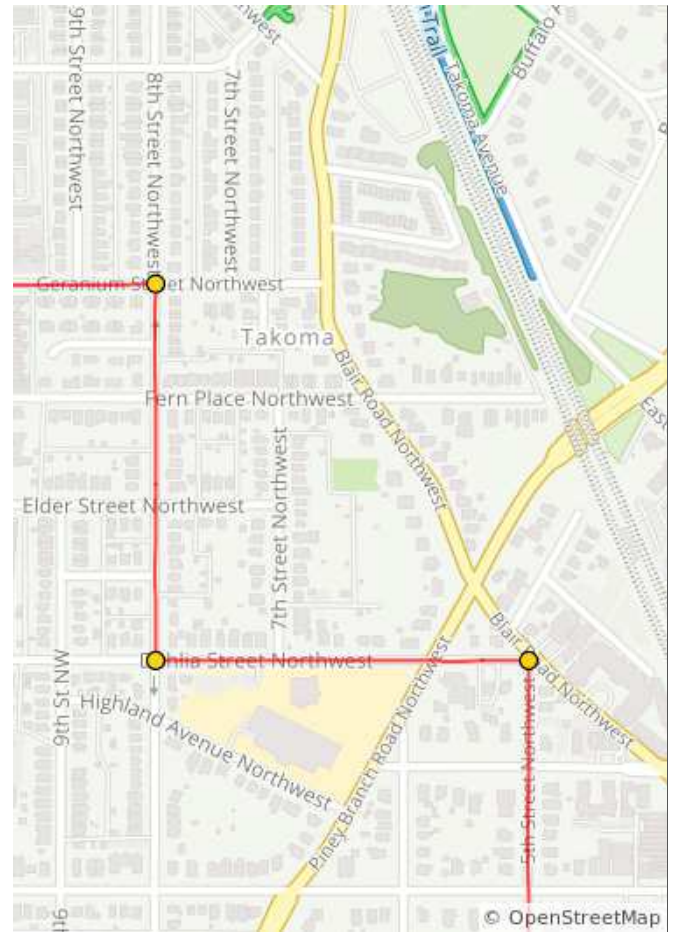 9th Street Northwest
8th Street Northwest
7th Street Northwest
Trail
Takoma Avenue
Buffalo
Geranium Street Northwest
Takoma
Blair Road Northwest
Fern Place Northwest
East
Elder Street Northwest
7th Street Northwest
Dahlia Street Northwest
Blair Road Northwest
9th St NW
Highland Avenue Northwest
Piney Branch Road Northwest
5th Street Northwest
© OpenStreetMap